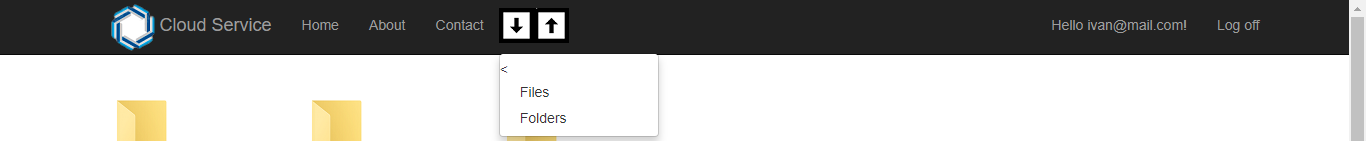 Cloud Service Home About Contact Hello ivan@mail.com! Log off
<
Files
Folders